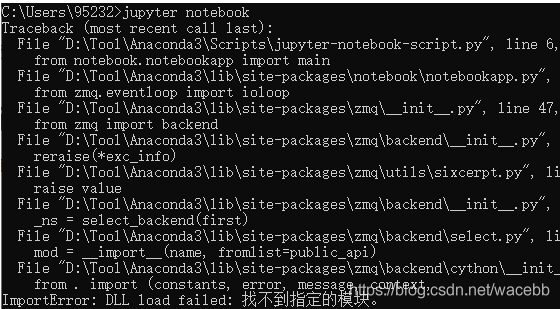 C:\Users\95232>jupyter notebook
Traceback (most recent call last):
File "D:\Tool\Anaconda3\Scripts\jupyter-notebook-script.py", line 6,
from notebook.notebookapp import main
File "D:\Tool\Anaconda3\lib\site-packages\notebook\notebookapp.py",
from zmq.eventloop import ioloop
File "D:\Tool\Anaconda3\lib\site-packages\zmq\__init__.py", line 47,
from zmq import backend
File "D:\Tool\Anaconda3\lib\site-packages\zmq\backend\__init__.py",
reraise(*exc_info)
File "D:\Tool\Anaconda3\lib\site-packages\zmq\utils\sixcerpt.py", li
raise value
File "D:\Tool\Anaconda3\lib\site-packages\zmq\backend\__init__.py",
_ns = select_backend(first)
File "D:\Tool\Anaconda3\lib\site-packages\zmq\backend\select.py", li
mod = __import__(name, fromlist=public_api)
File "D:\Tool\Anaconda3\lib\site-packages\zmq\backend\cython\__init_
from . import (constants, error, message, context,
https://blog.csdn.net/wacebb
ImportError: DLL load failed: 找不到指定的模块。